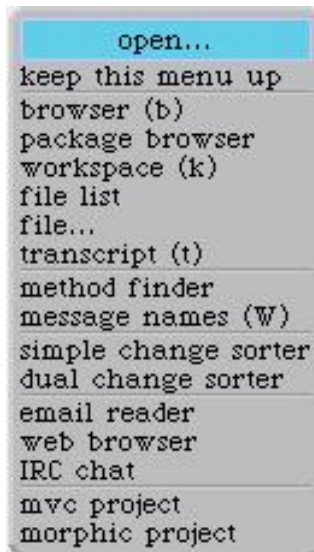 open...
keep this menu up
browser (b)
package browser
workspace (k)
file list
file...
transcript (t)
method finder
message names (W)
simple change sorter
dual change sorter
email reader
web browser
IRC chat
mvc project
morphic project